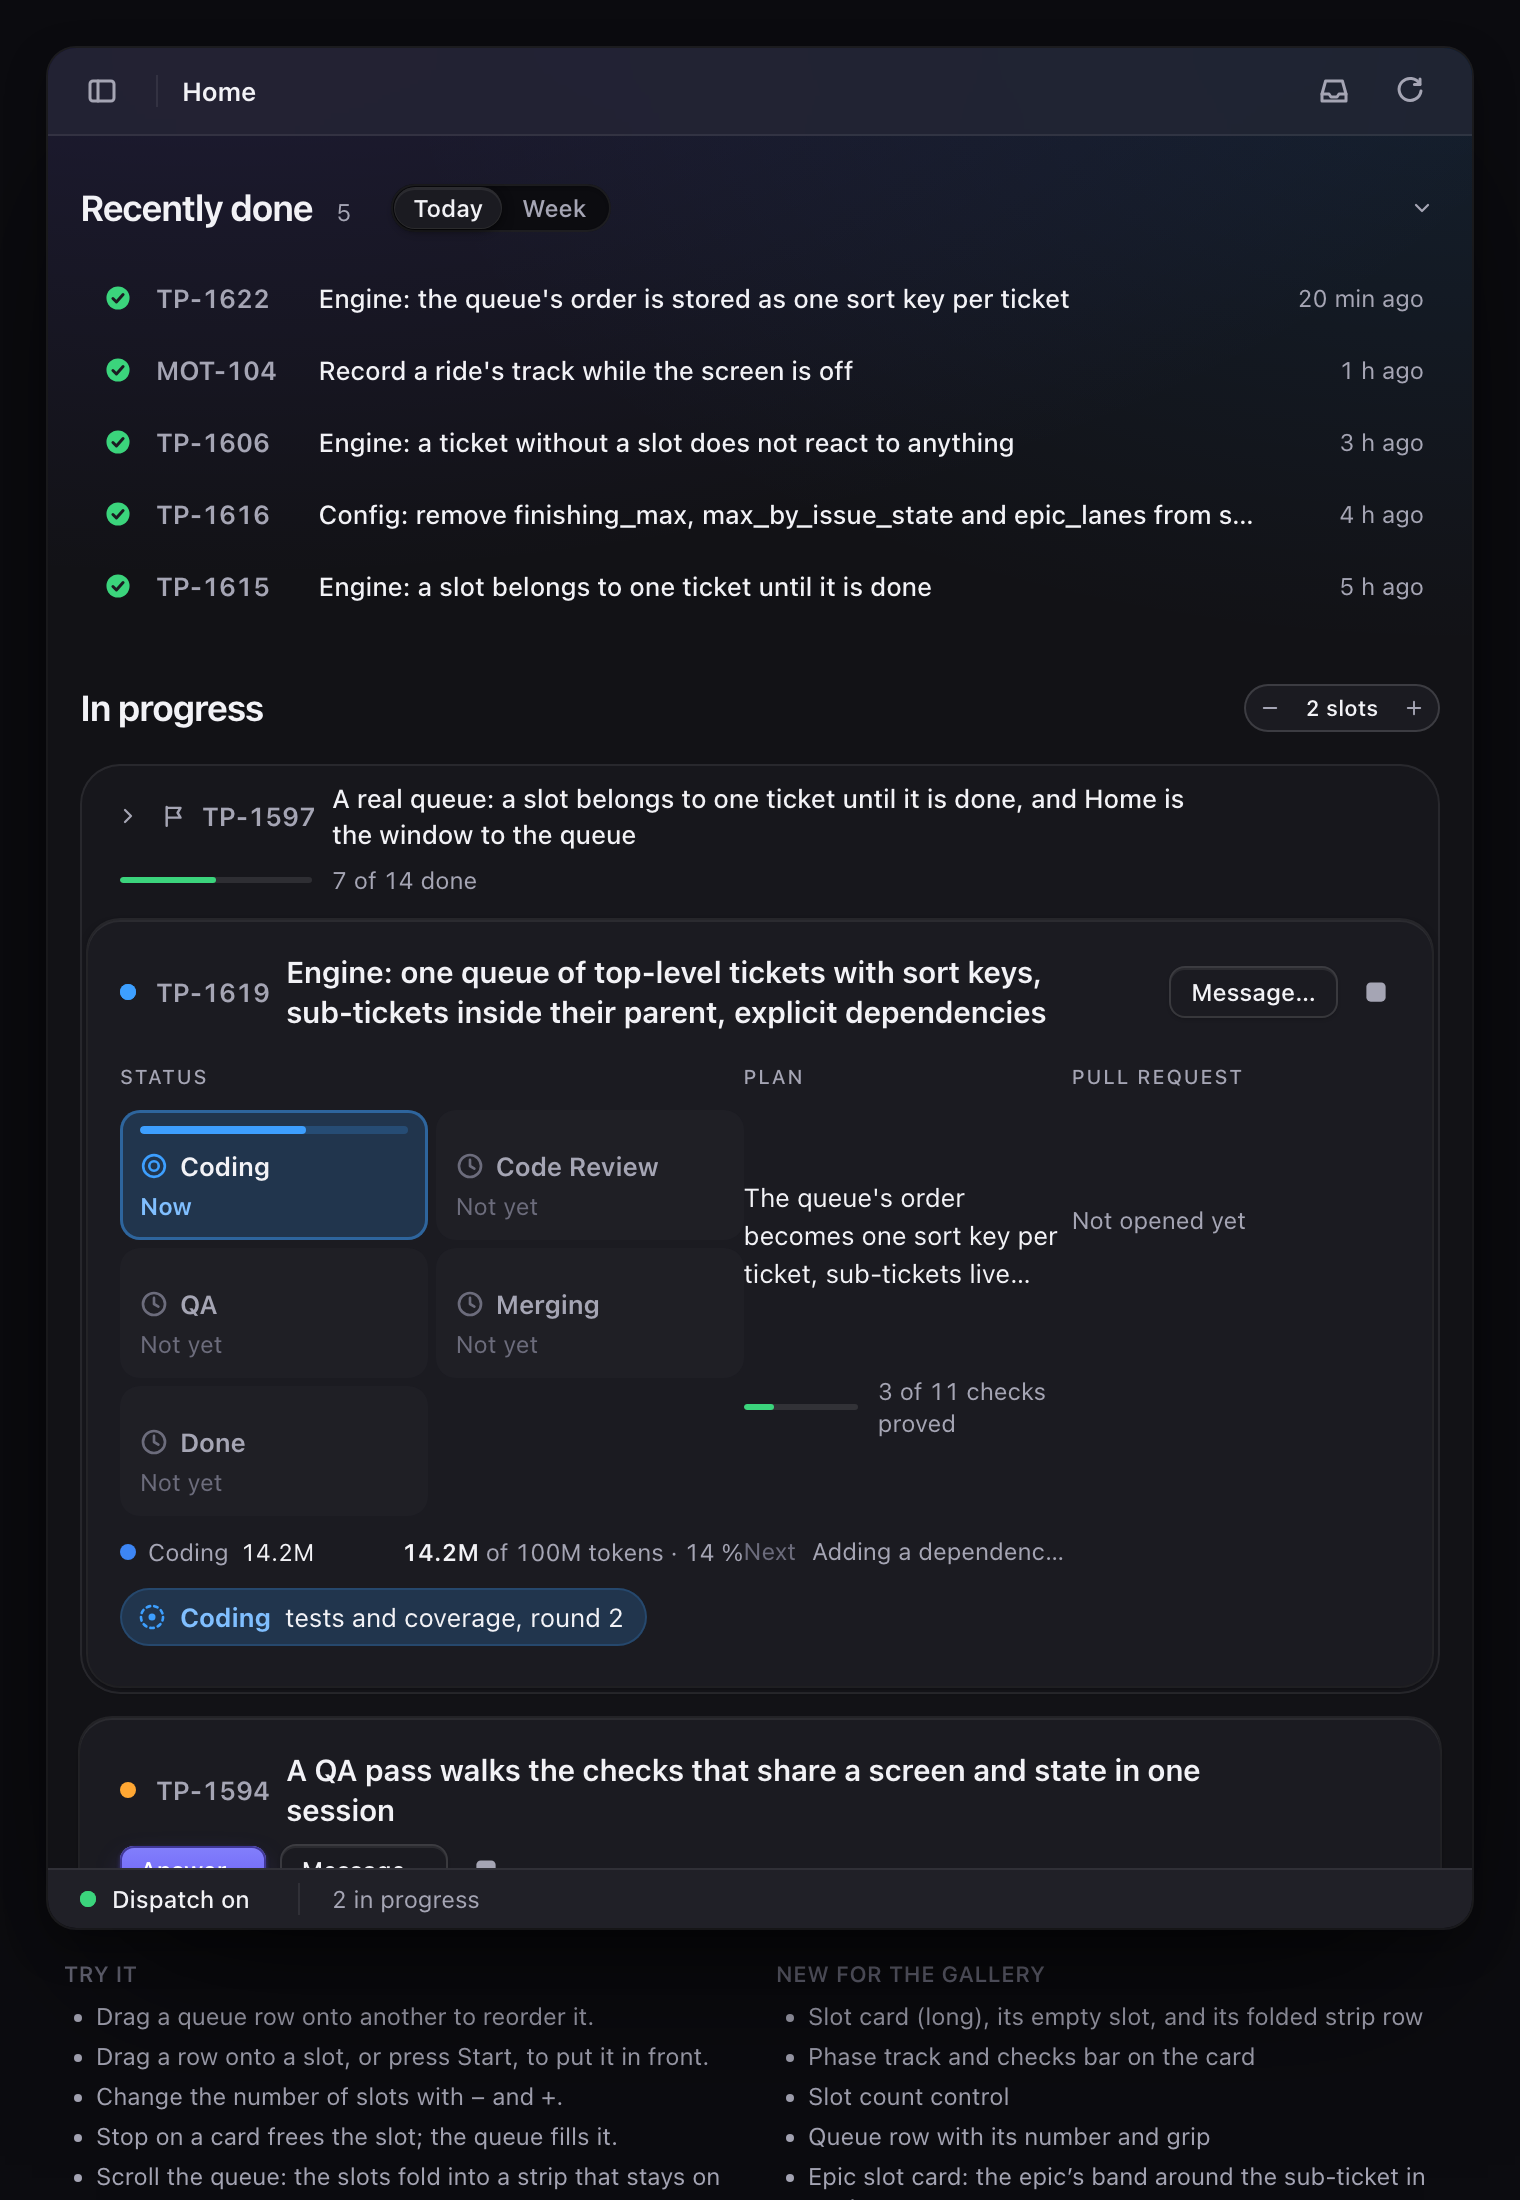 Home
Recently done 5 Today Week
TP-1622 Engine: the queue's order is stored as one sort key per ticket 20 min ago
MOT-104 Record a ride's track while the screen is off 1 h ago
TP-1606 Engine: a ticket without a slot does not react to anything 3 h ago
TP-1616 Config: remove finishing_max, max_by_issue_state and epic_lanes from s... 4 h ago
TP-1615 Engine: a slot belongs to one ticket until it is done 5 h ago
In progress − 2 slots +
TP-1597 A real queue: a slot belongs to one ticket until it is done, and Home is
the window to the queue
7 of 14 done
TP-1619 Engine: one queue of top-level tickets with sort keys,
sub-tickets inside their parent, explicit dependencies
Message...
STATUS
Coding
Now
Code Review
Not yet
QA
Not yet
Merging
Not yet
Done
Not yet
PLAN
The queue's order
becomes one sort key per
ticket, sub-tickets live...
3 of 11 checks
proved
PULL REQUEST
Not opened yet
Coding 14.2M 14.2M of 100M tokens · 14 %
Next Adding a dependenc...
Coding tests and coverage, round 2
TP-1594 A QA pass walks the checks that share a screen and state in one
session
Dispatch on 2 in progress
TRY IT
• Drag a queue row onto another to reorder it.
• Drag a row onto a slot, or press Start, to put it in front.
• Change the number of slots with – and +.
• Stop on a card frees the slot; the queue fills it.
• Scroll the queue: the slots fold into a strip that stays on
NEW FOR THE GALLERY
• Slot card (long), its empty slot, and its folded strip row
• Phase track and checks bar on the card
• Slot count control
• Queue row with its number and grip
• Epic slot card: the epic’s band around the sub-ticket in